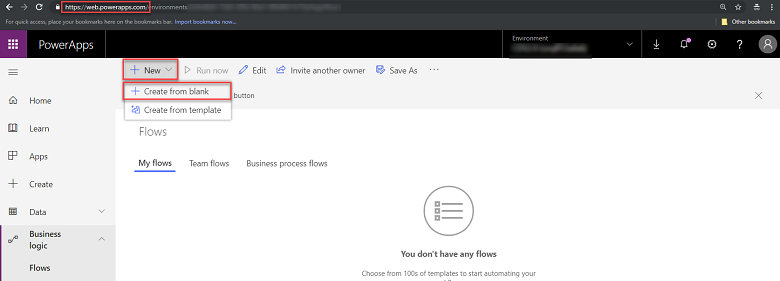 https://web.powerapps.com/environments
For quick access, place your bookmarks here on the bookmarks bar. Import bookmarks now...
Other bookmarks
PowerApps
Environment
New
Run now
Edit
Invite another owner
Save As
Create from blank
button
Create from template
Home
Learn
Apps
Create
Data
Business logic
Flows
Flows
My flows
Team flows
Business process flows
You don't have any flows
Choose from 100s of templates to start automating your